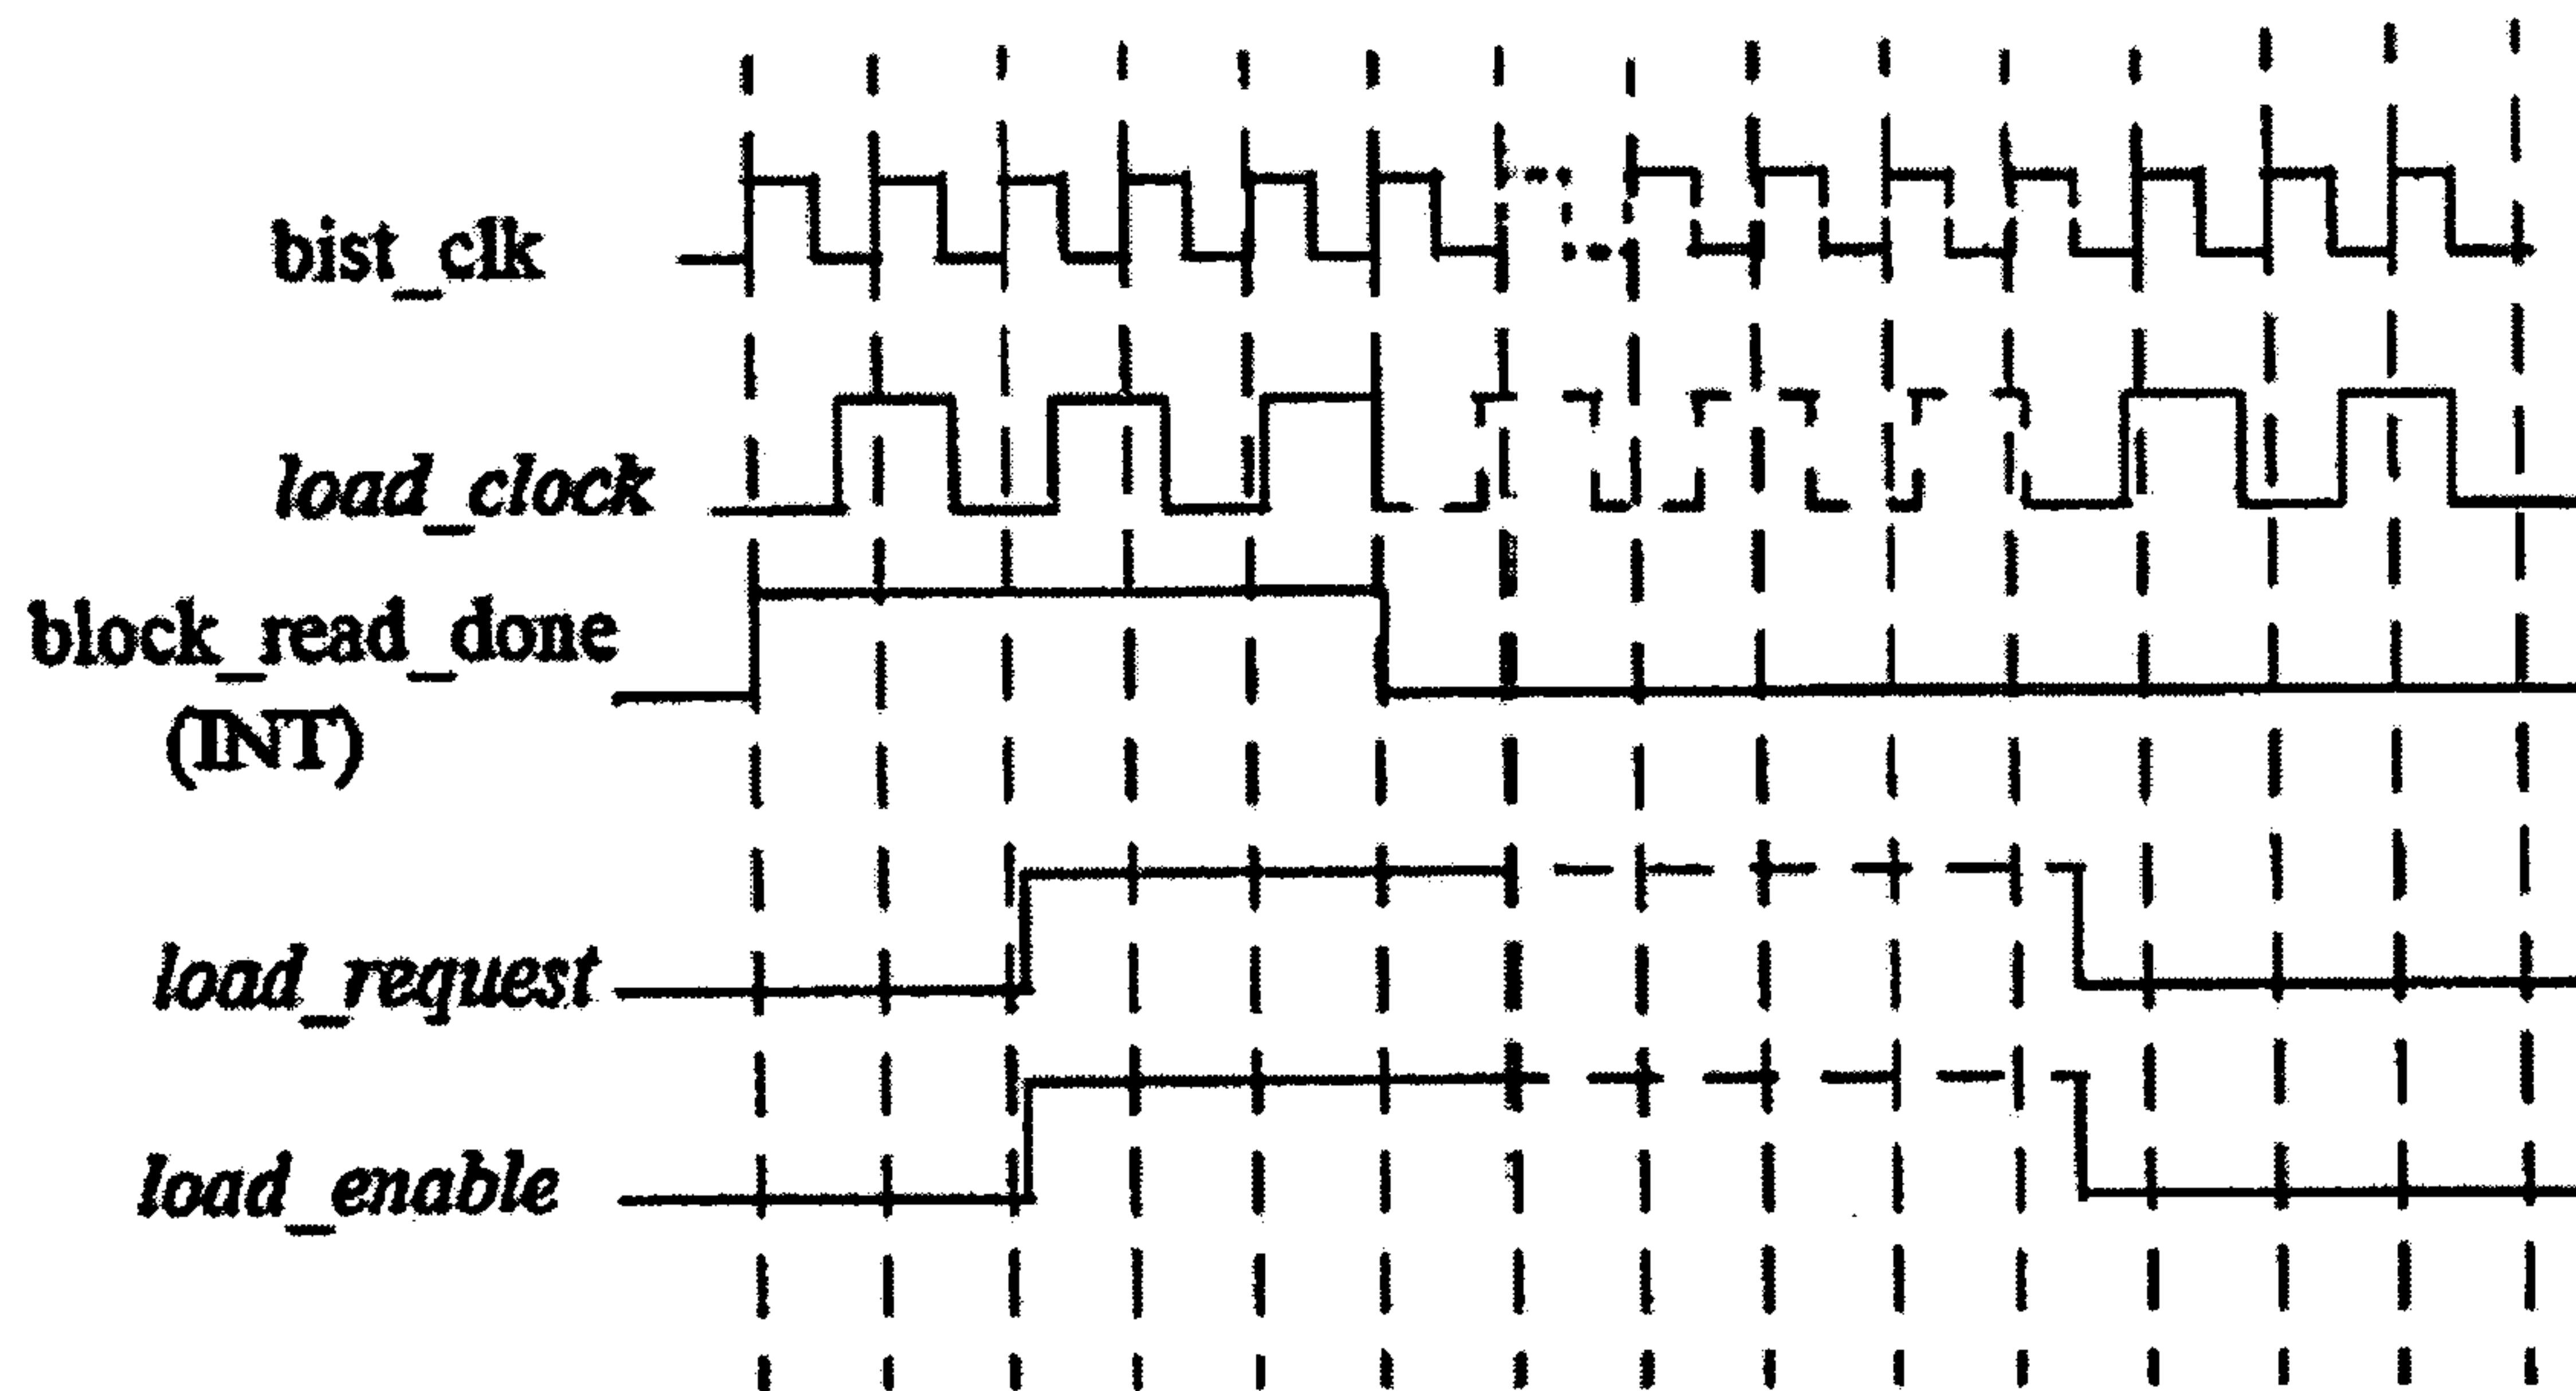 bist_clk
load_clock
block_read_done
(INT)
load_request
load_enable